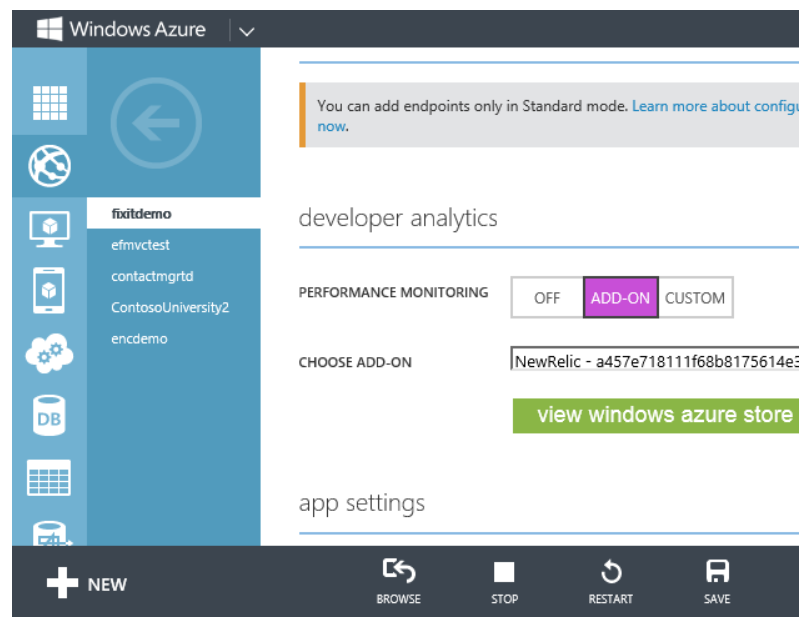 Windows Azure
You can add endpoints only in Standard mode. Learn more about
now.
fixitdemo
efmvctest
contactmgrtd
ContosoUniversity2
encdemo
developer analytics
PERFORMANCE MONITORING
OFF
ADD-ON
CUSTOM
CHOOSE ADD-ON
NewRelic - a457e718111f68b8175614e3
view windows azure store
app settings
DB
NEW
BROWSE
STOP
RESTART
SAVE